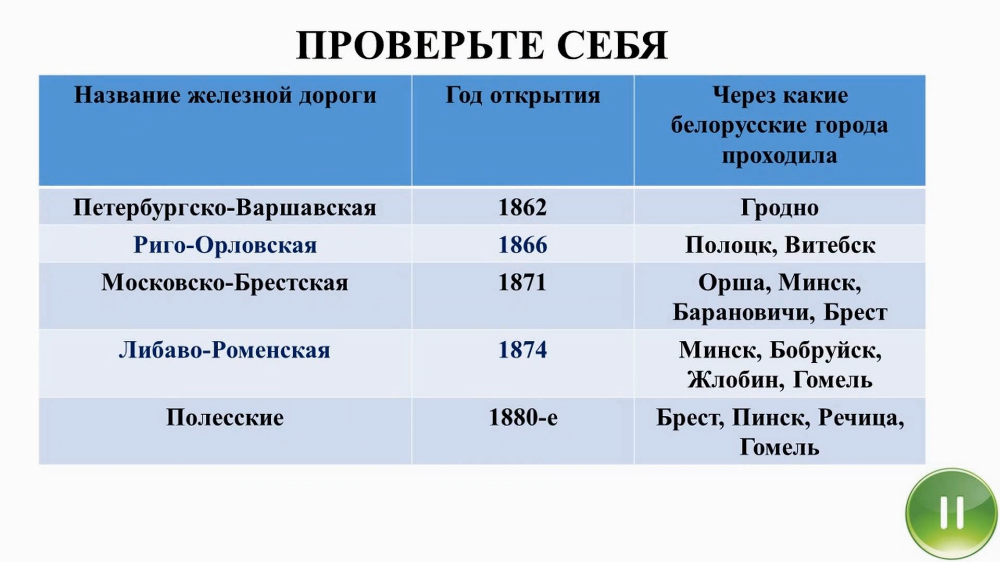 ПРОВЕРЬТЕ СЕБЯ
Название железной дороги
Год открытия
Через какие
белорусские города
проходила
Петербургско-Варшавская
1862
Гродно
Риго-Орловская
1866
Полоцк, Витебск
Московско-Брестская
1871
Орша, Минск,
Барановичи, Брест
Либаво-Роменская
1874
Минск, Бобруйск,
Жлобин, Гомель
Полесские
1880-е
Брест, Пинск, Речица,
Гомель